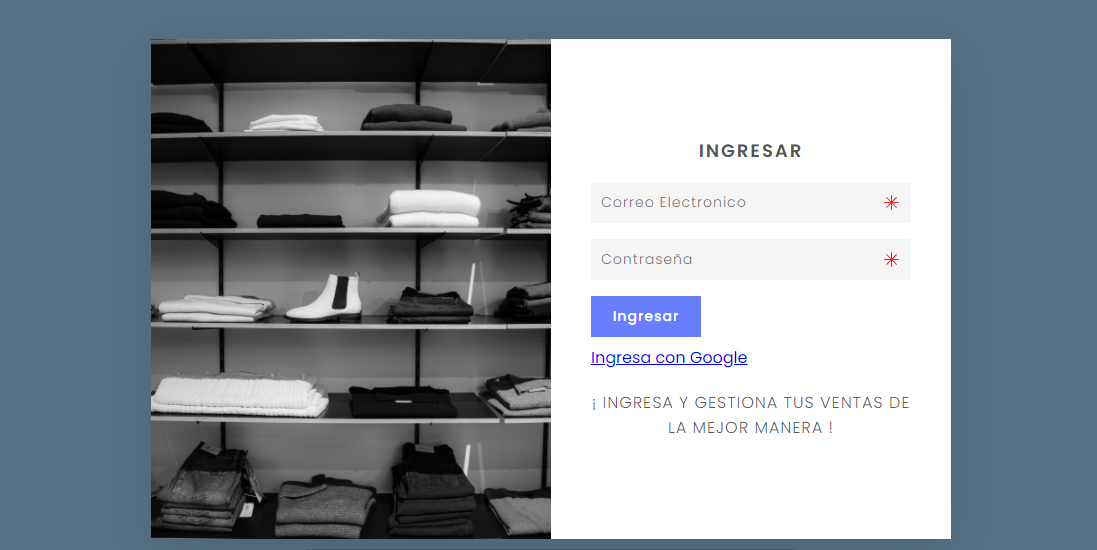 INGRESAR
Correo Electronico
Contraseña
Ingresar
Ingresa con Google
¡ INGRESA Y GESTIONA TUS VENTAS DE
LA MEJOR MANERA !